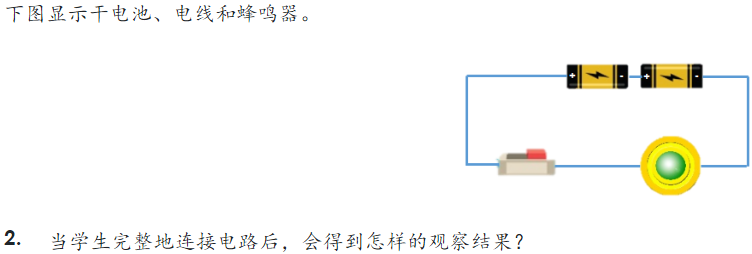 下图显示干电池、电线和蜂鸣器。
+ - + -
2. 当学生完整地连接电路后，会得到怎样的观察结果？